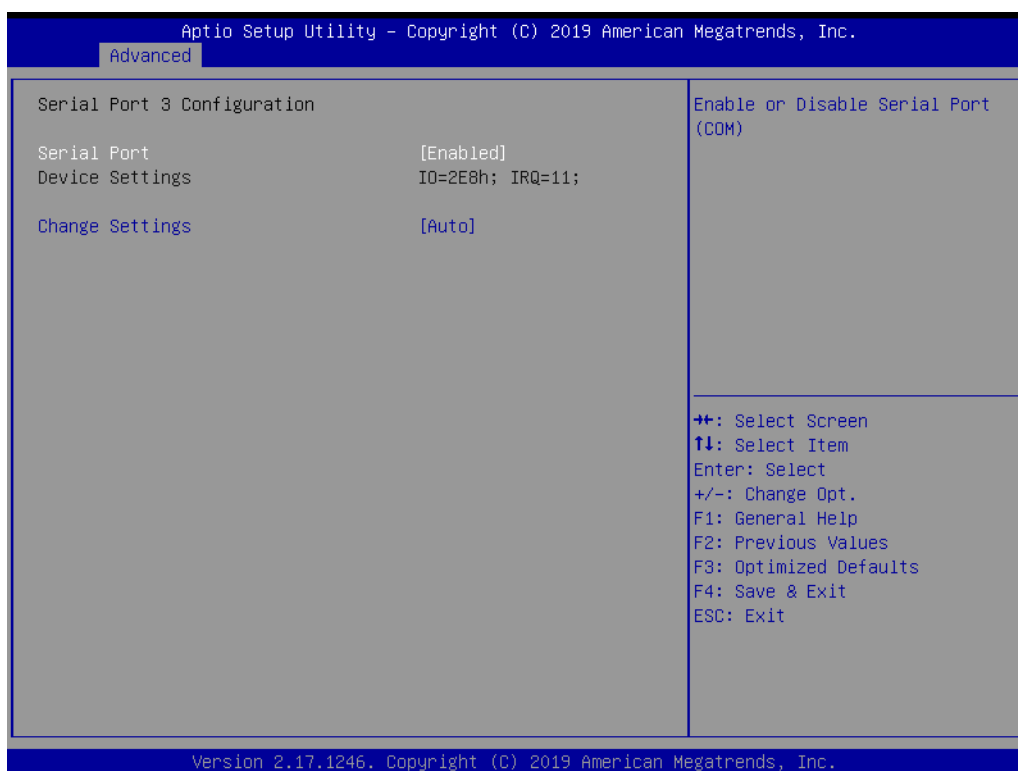 Aptio Setup Utility – Copyright (C) 2019 American Megatrends, Inc.
Advanced
Serial Port 3 Configuration
Serial Port [Enabled]
Device Settings IO=2E8h; IRQ=11;
Change Settings [Auto]
Enable or Disable Serial Port
(COM)
→←: Select Screen
↑↓: Select Item
Enter: Select
+/-: Change Opt.
F1: General Help
F2: Previous Values
F3: Optimized Defaults
F4: Save & Exit
ESC: Exit
Version 2.17.1246. Copyright (C) 2019 American Megatrends, Inc.